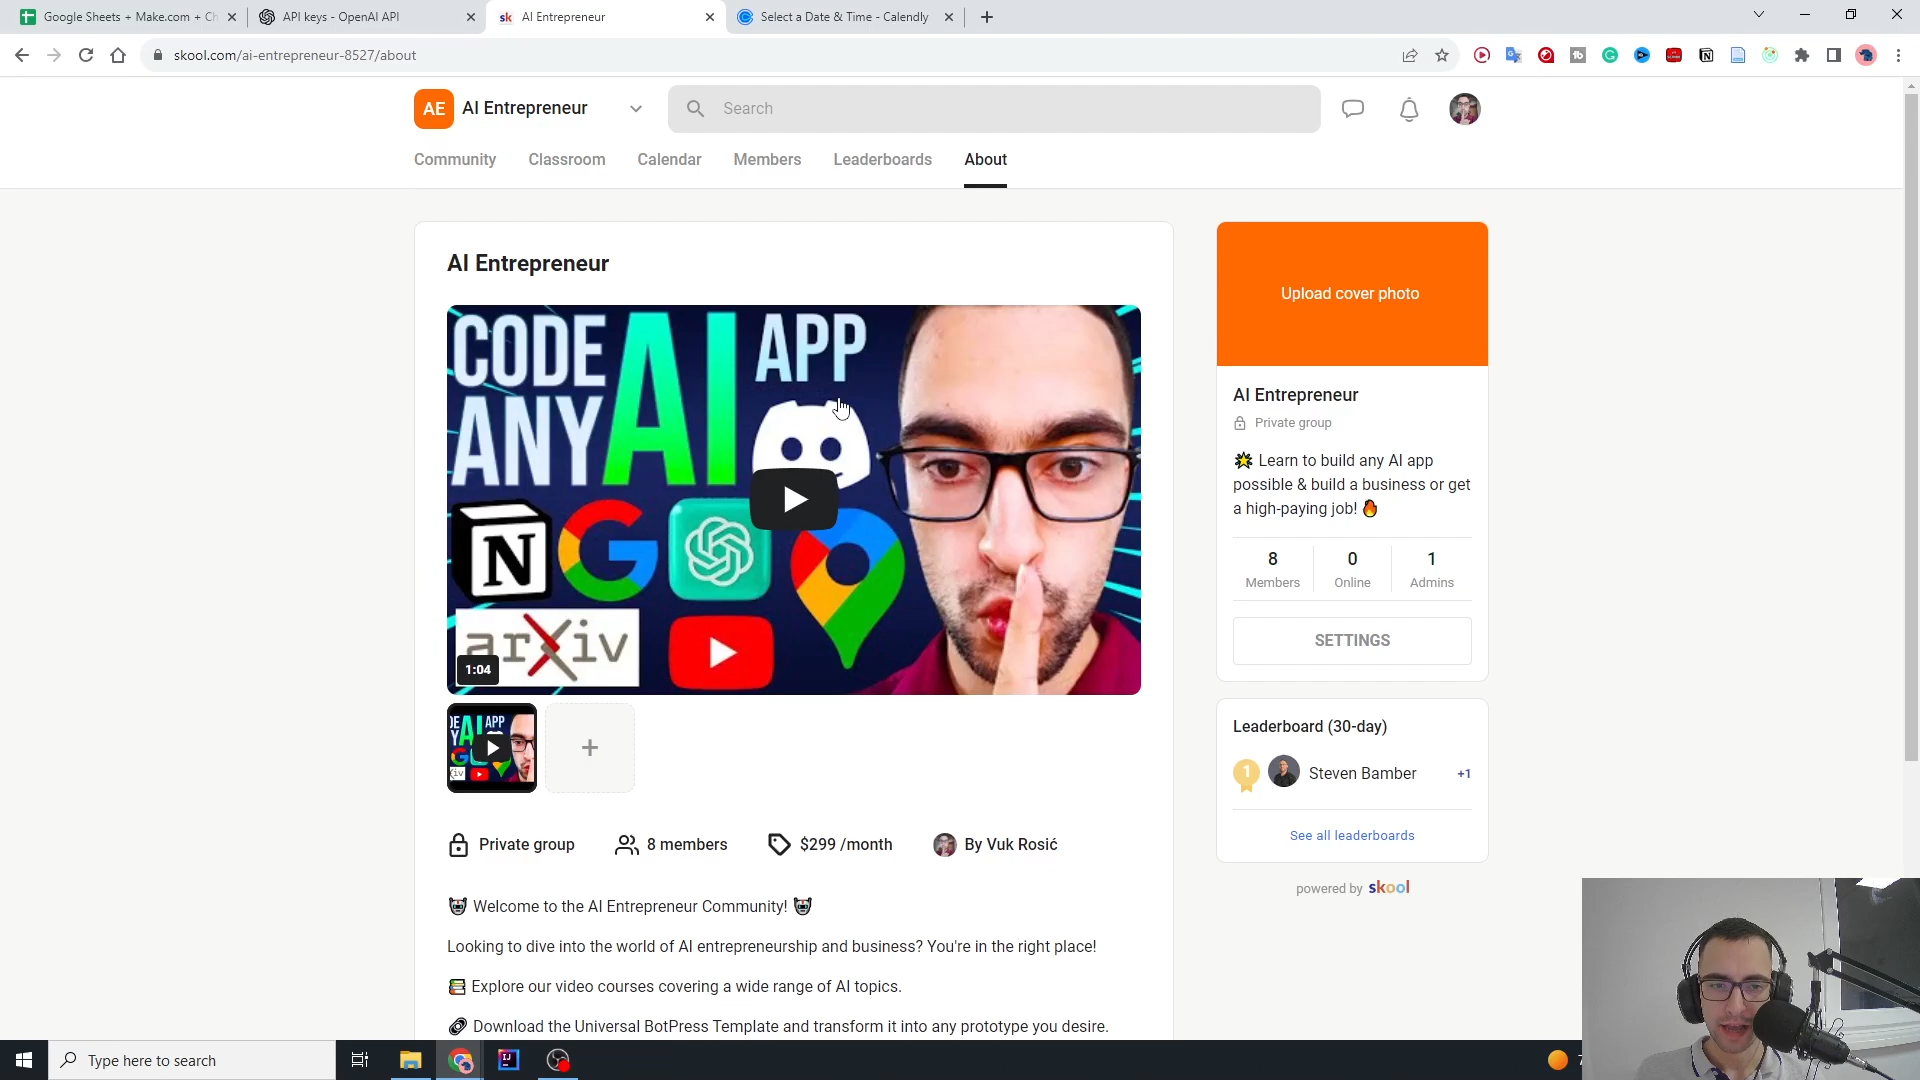 Google Sheets + Make.com + Ch
API keys - OpenAI API
sk AI Entrepreneur
Select a Date & Time - Calendly
skool.com/ai-entrepreneur-8527/about
AE AI Entrepreneur
Search
Community Classroom Calendar Members Leaderboards About
AI Entrepreneur
CODE ANY AI APP
N
arXiv
1:04
Private group
8 members
$299 /month
By Vuk Rosić
Welcome to the AI Entrepreneur Community!
Looking to dive into the world of AI entrepreneurship and business? You're in the right place!
Explore our video courses covering a wide range of AI topics.
Download the Universal BotPress Template and transform it into any prototype you desire.
Upload cover photo
AI Entrepreneur
Private group
Learn to build any AI app
possible & build a business or get
a high-paying job!
8 0 1
Members Online Admins
SETTINGS
Leaderboard (30-day)
1 Steven Bamber +1
See all leaderboards
powered by skool
Type here to search